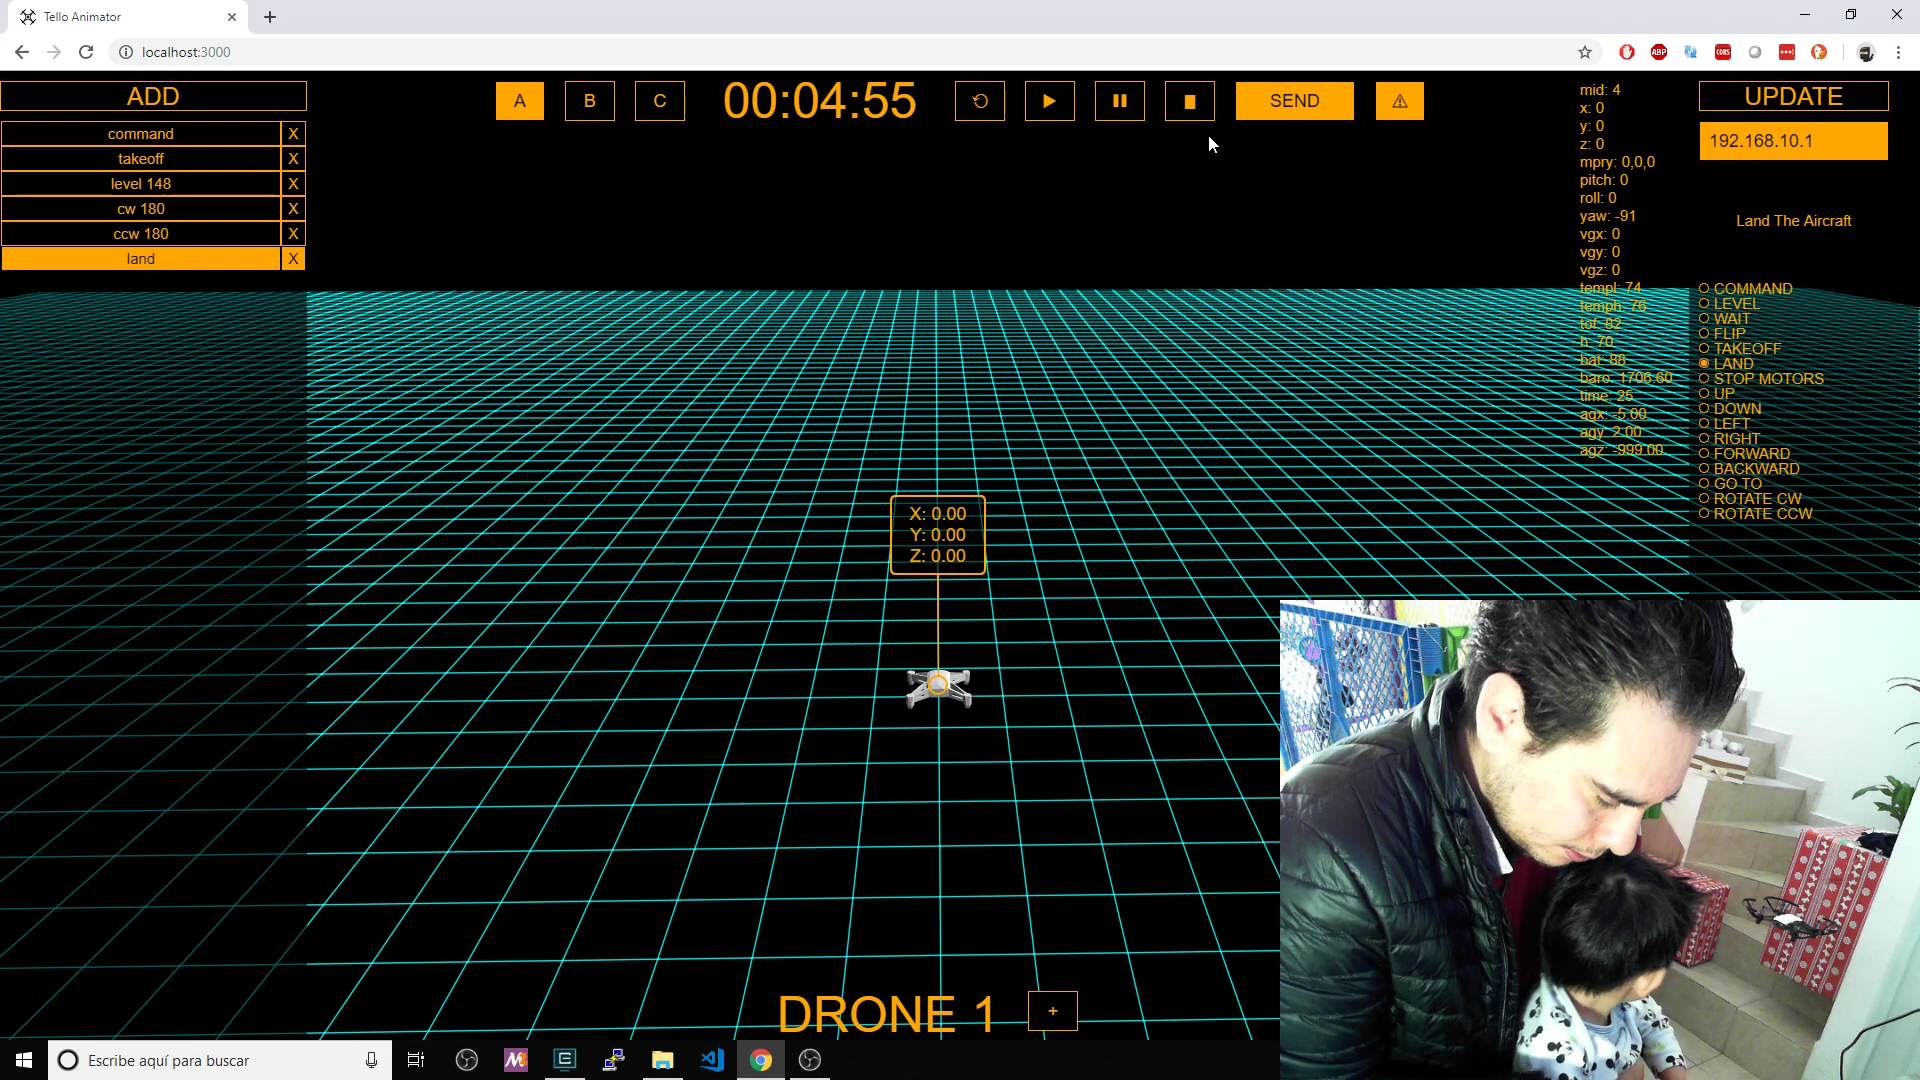 Tello Animator
localhost:3000
ABP
CORS
ADD
command X
takeoff X
level 148 X
cw 180 X
ccw 180 X
land X
A B C 00:04:55 SEND
mid: 4
x: 0
y: 0
z: 0
mpry: 0,0,0
pitch: 0
roll: 0
yaw: -91
vgx: 0
vgy: 0
vgz: 0
templ: 74
temph: 76
tof: 82
h: 70
bat: 88
baro: 1706.60
time: 25
agx: -5.00
agy: 2.00
agz: -999.00
UPDATE
192.168.10.1
Land The Aircraft
COMMAND
LEVEL
WAIT
FLIP
TAKEOFF
LAND
STOP MOTORS
UP
DOWN
LEFT
RIGHT
FORWARD
BACKWARD
GO TO
ROTATE CW
ROTATE CCW
X: 0.00
Y: 0.00
Z: 0.00
DRONE 1 +
Escribe aquí para buscar